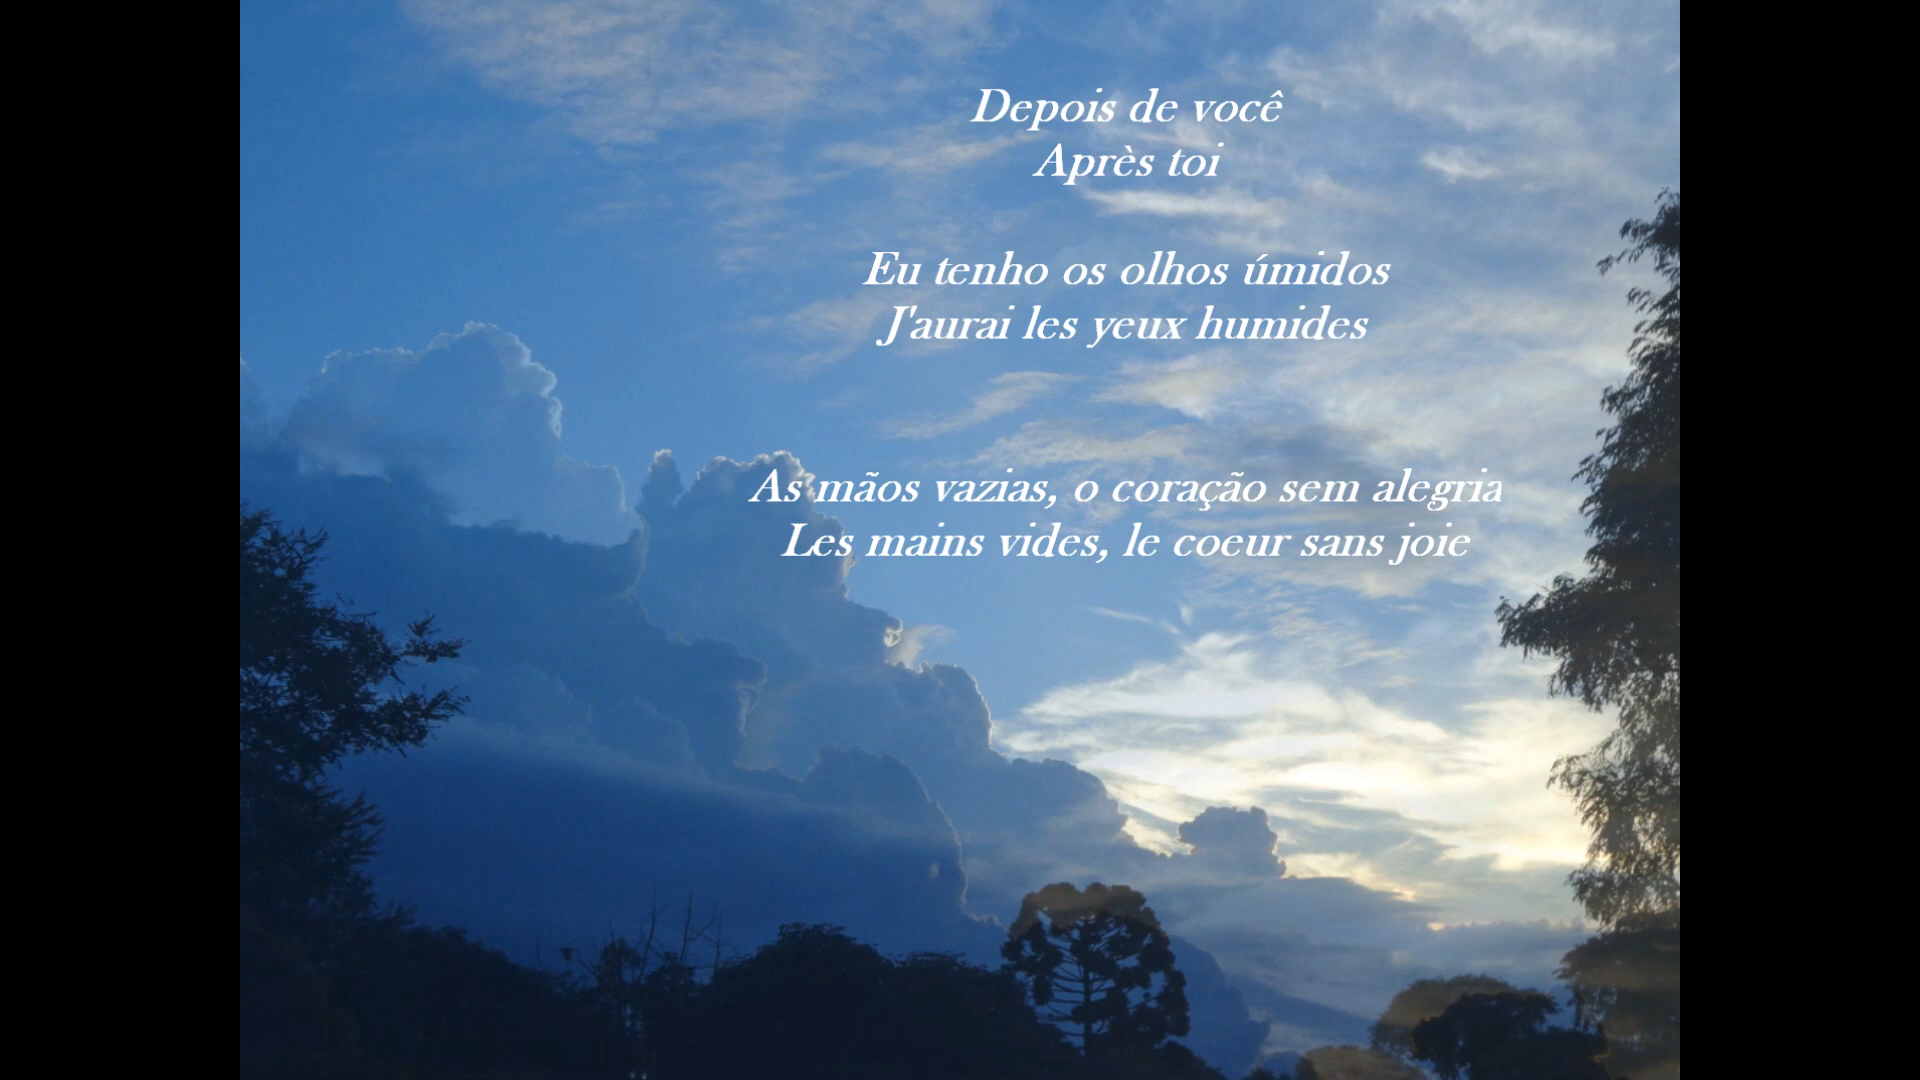 Depois de você
Après toi
Eu tenho os olhos úmidos
J'aurai les yeux humides
As mãos vazias, o coração sem alegria
Les mains vides, le coeur sans joie